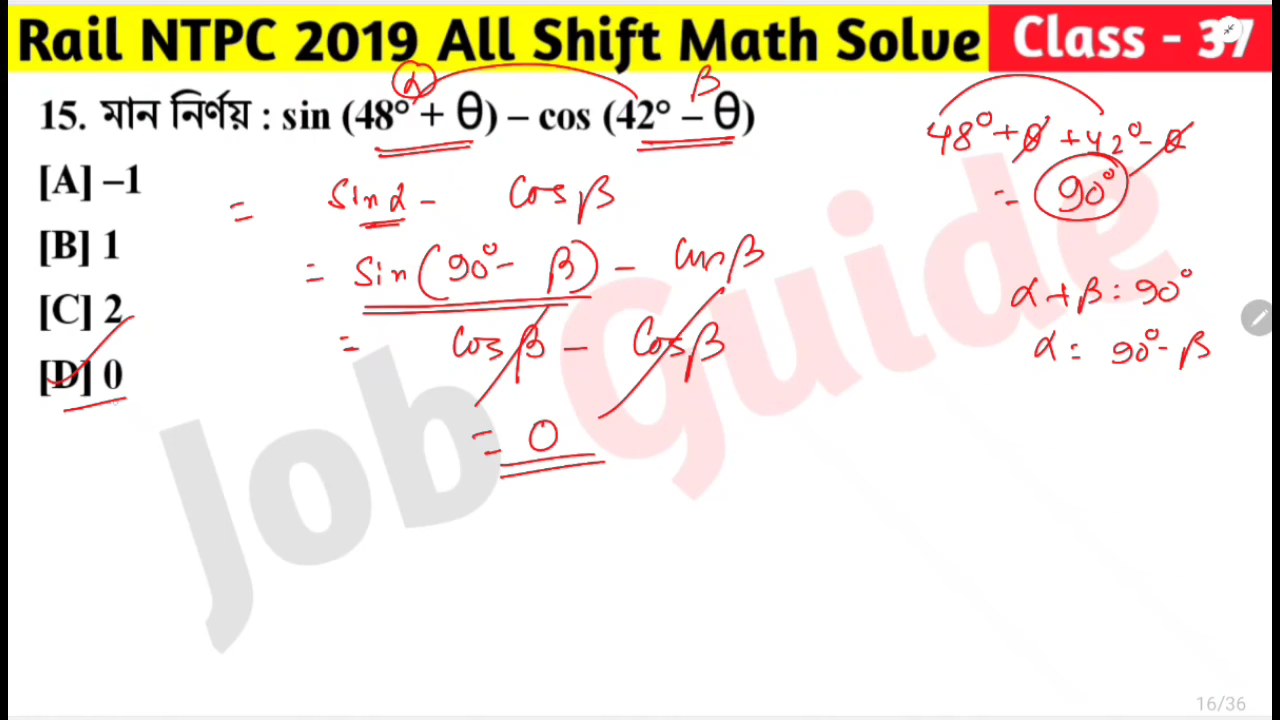 Rail NTPC 2019 All Shift Math Solve Class - 37
α β
15. মান নির্ণয় : sin (48° + θ) – cos (42° – θ)
48° + θ + 42° - θ
= 90°
[A] –1
= sin α - cos β
[B] 1
= sin (90° - β) - cos β
α + β = 90°
[C] 2
= cos β - cos β
α = 90° - β
[D] 0
= 0
Job Guide
16/36